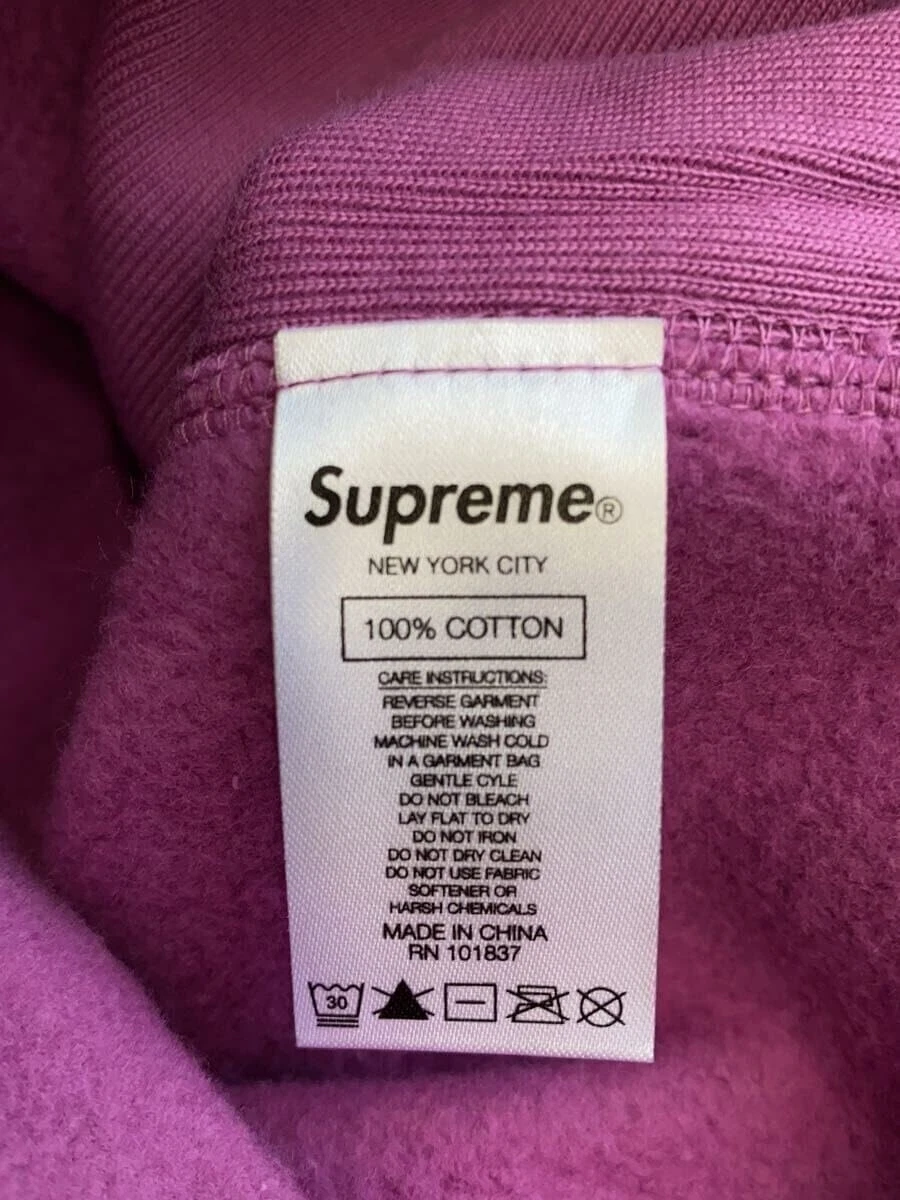 Supreme®
NEW YORK CITY
100% COTTON
CARE INSTRUCTIONS:
REVERSE GARMENT
BEFORE WASHING
MACHINE WASH COLD
IN A GARMENT BAG
GENTLE CYLE
DO NOT BLEACH
LAY FLAT TO DRY
DO NOT IRON
DO NOT DRY CLEAN
DO NOT USE FABRIC
SOFTENER OR
HARSH CHEMICALS
MADE IN CHINA
RN 101837
30